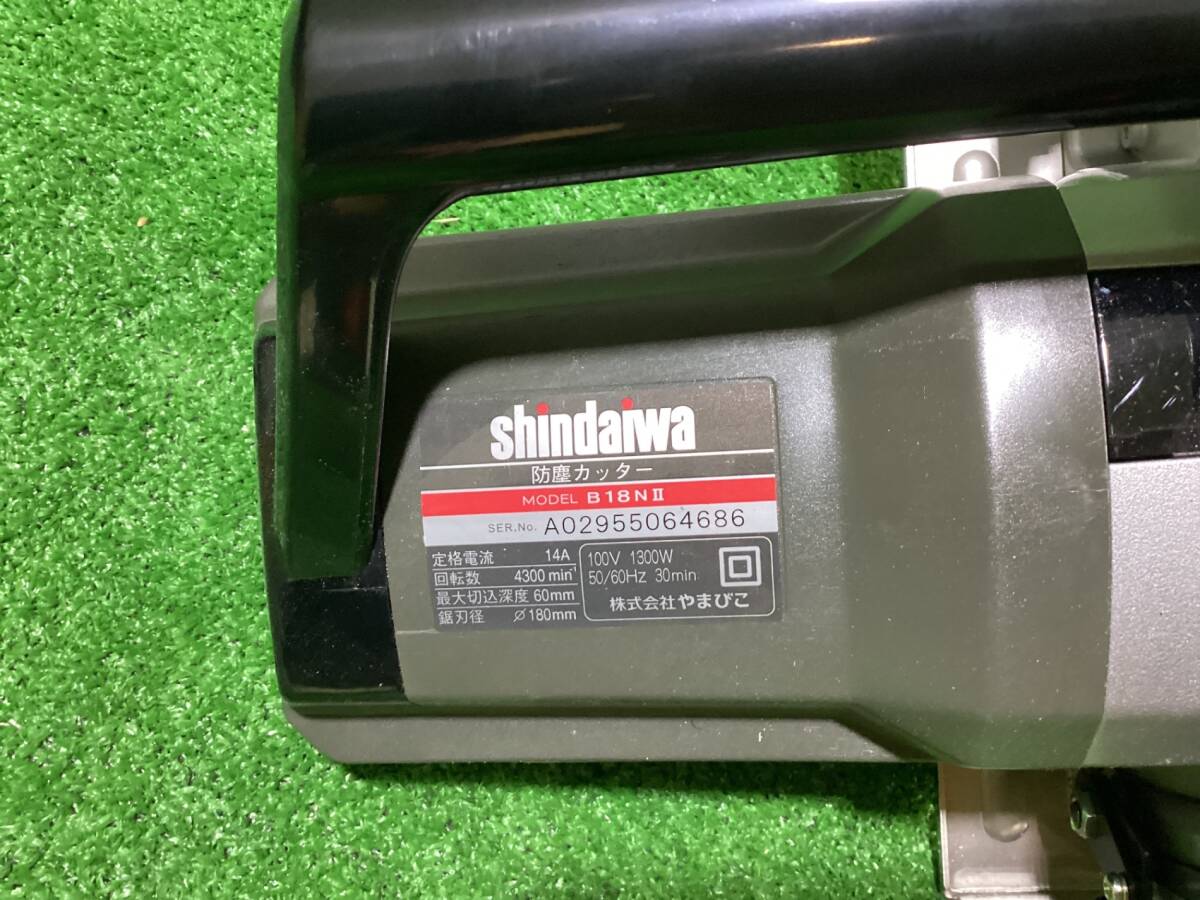 shindaiwa
防塵カッター
MODEL B18NⅡ
SER.No. A02955064686
定格電流 14A
回転数 4300 min⁻¹
最大切込深度 60mm
鋸刃径 ⌀180mm
100V 1300W
50/60Hz 30min
株式会社やまびこ